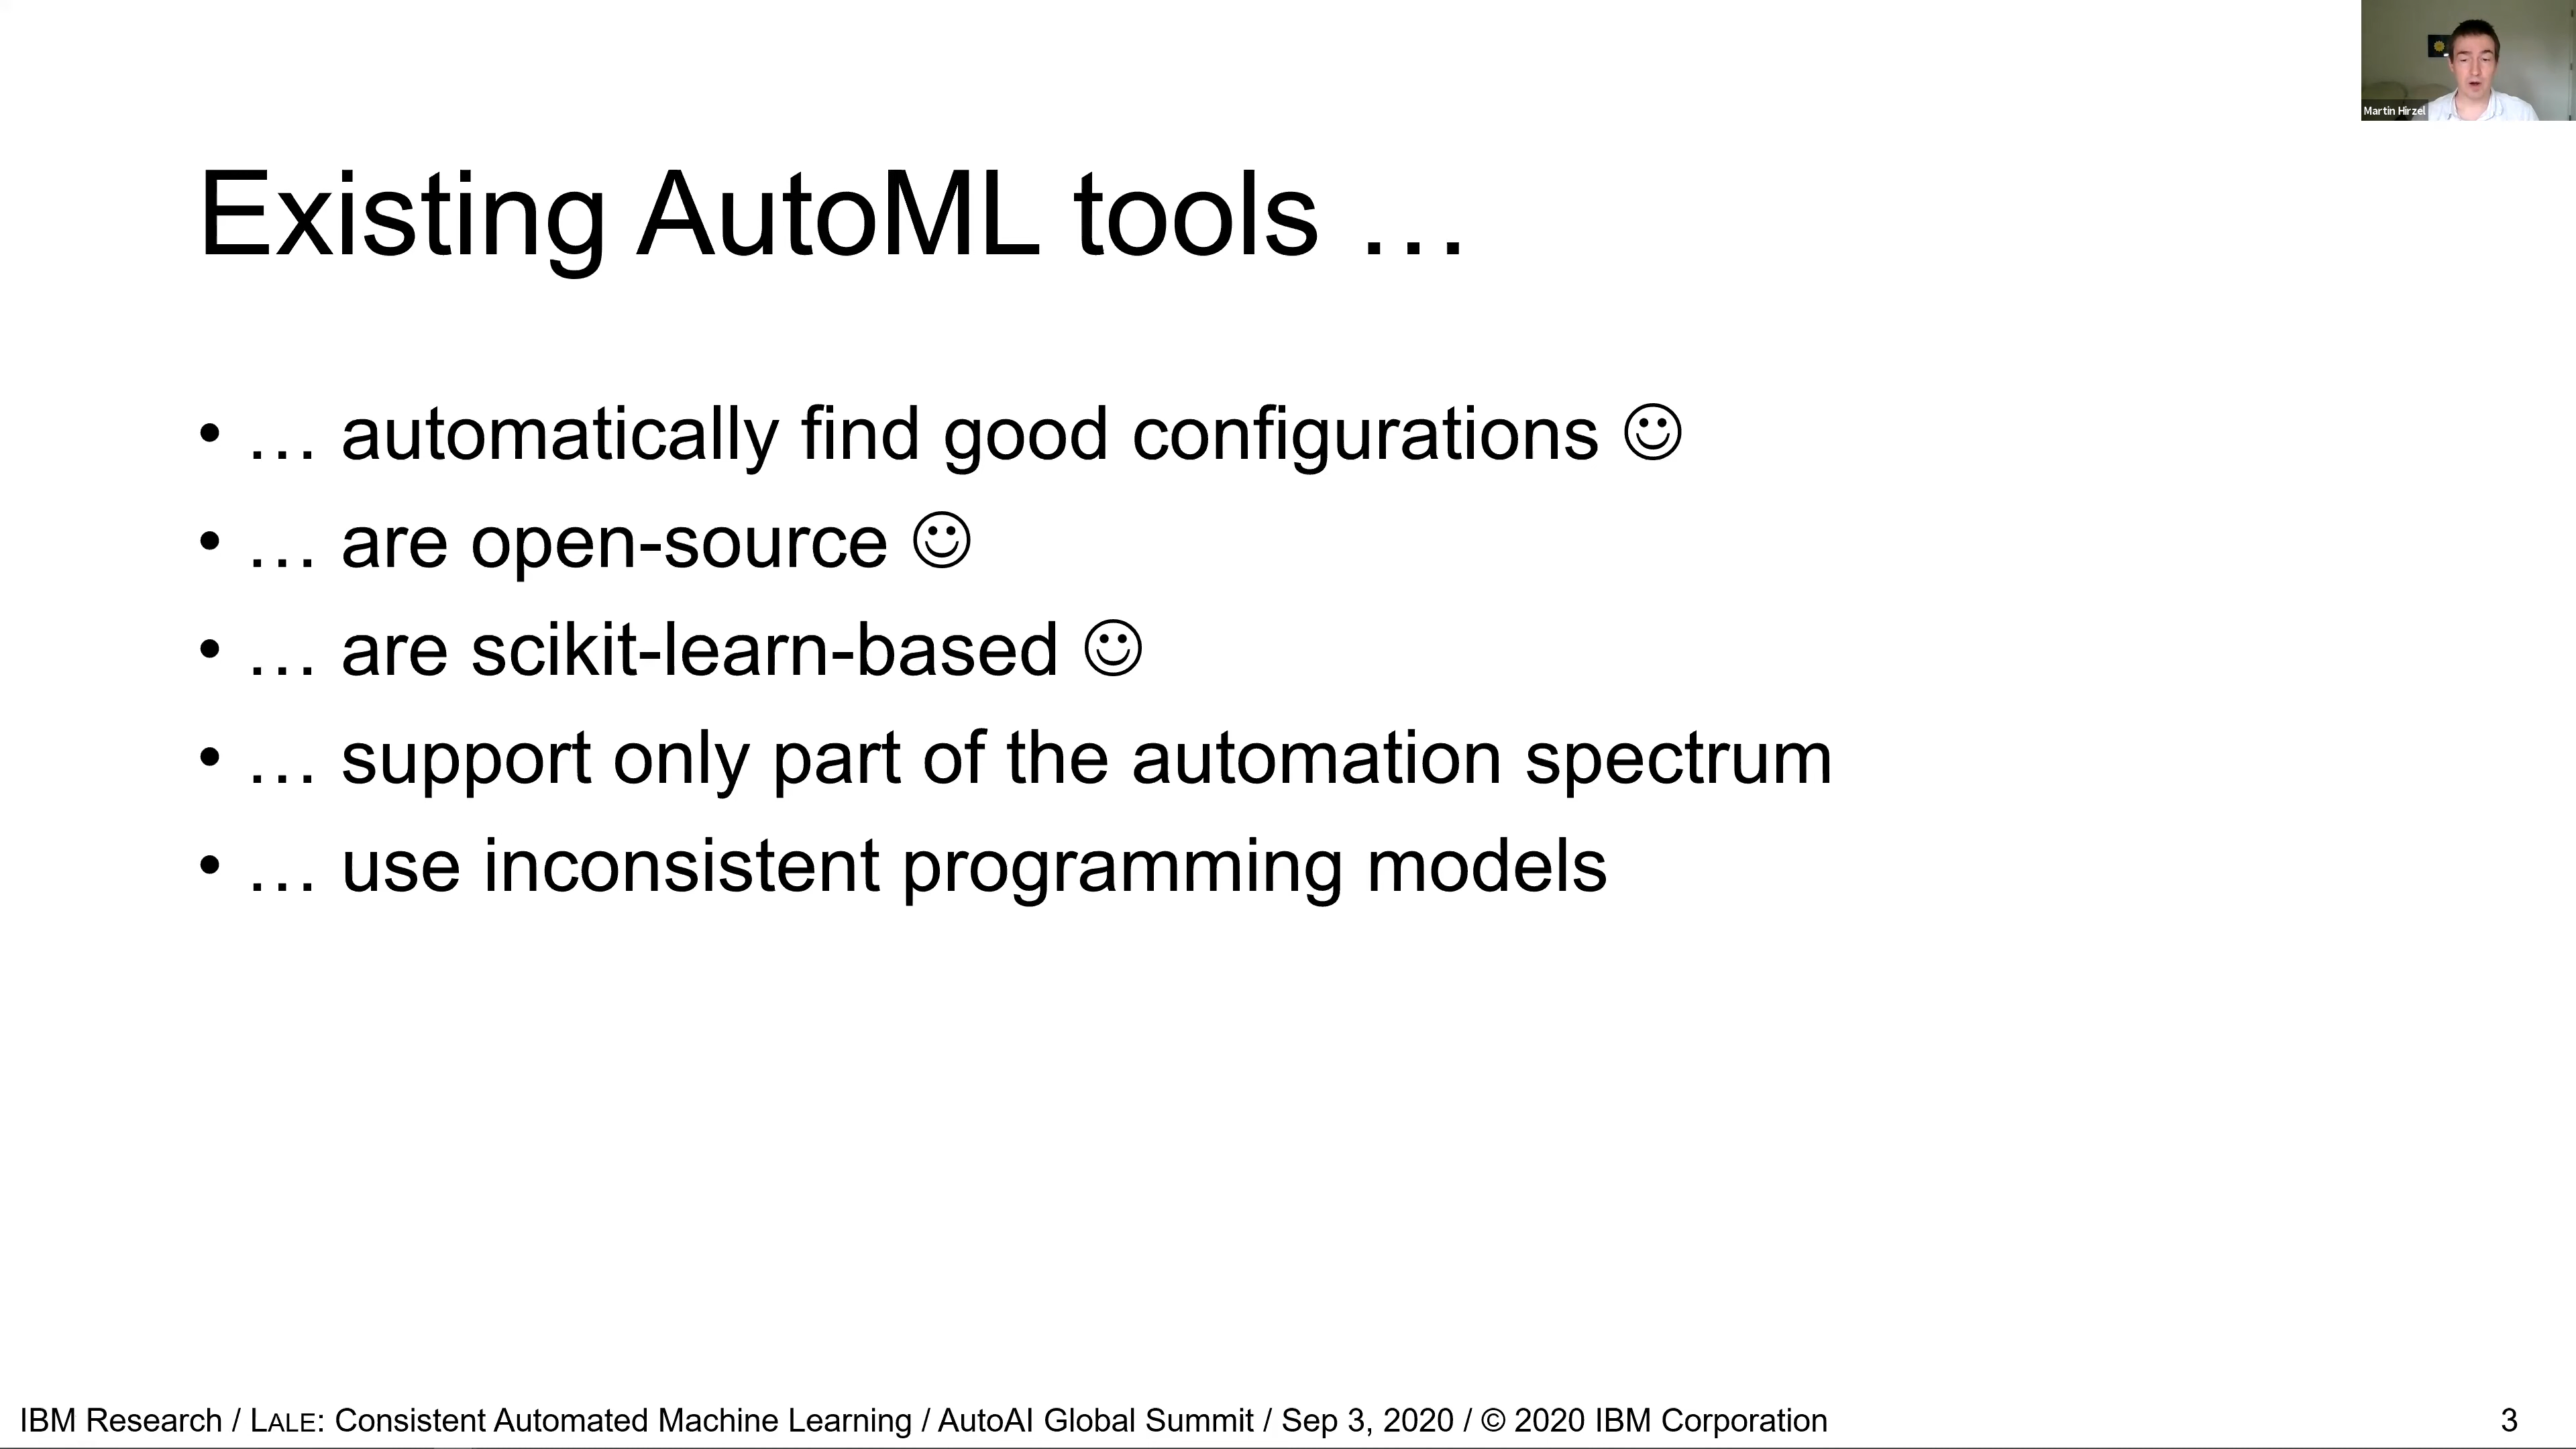 Martin Hirzel
Existing AutoML tools …
• … automatically find good configurations ☺
• … are open-source ☺
• … are scikit-learn-based ☺
• … support only part of the automation spectrum
• … use inconsistent programming models
IBM Research / LALE: Consistent Automated Machine Learning / AutoAI Global Summit / Sep 3, 2020 / © 2020 IBM Corporation
3